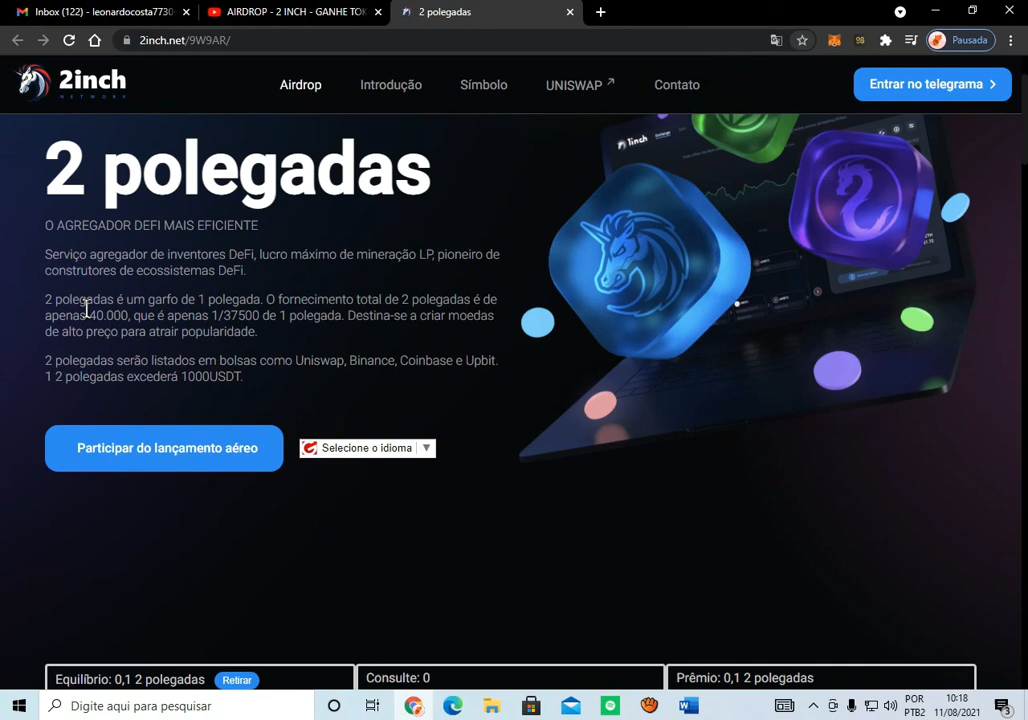 Inbox (122) - leonardocosta7730
AIRDROP - 2 INCH - GANHE TOK
2 polegadas
2inch.net/9W9AR/
98
Pausada
2inch
NETWORK
Airdrop
Introdução
Símbolo
UNISWAP
Contato
Entrar no telegrama
2 polegadas
1inch
O AGREGADOR DEFI MAIS EFICIENTE
Serviço agregador de inventores DeFi, lucro máximo de mineração LP, pioneiro de
construtores de ecossistemas DeFi.
2 polegadas é um garfo de 1 polegada. O fornecimento total de 2 polegadas é de
apenas 40.000, que é apenas 1/37500 de 1 polegada. Destina-se a criar moedas
de alto preço para atrair popularidade.
2 polegadas serão listados em bolsas como Uniswap, Binance, Coinbase e Upbit.
1 2 polegadas excederá 1000USDT.
Participar do lançamento aéreo
Selecione o idioma
Equilíbrio: 0,1 2 polegadas
Retirar
Consulte: 0
Prêmio: 0,1 2 polegadas
Digite aqui para pesquisar
POR
PTB2
10:18
11/08/2021
3